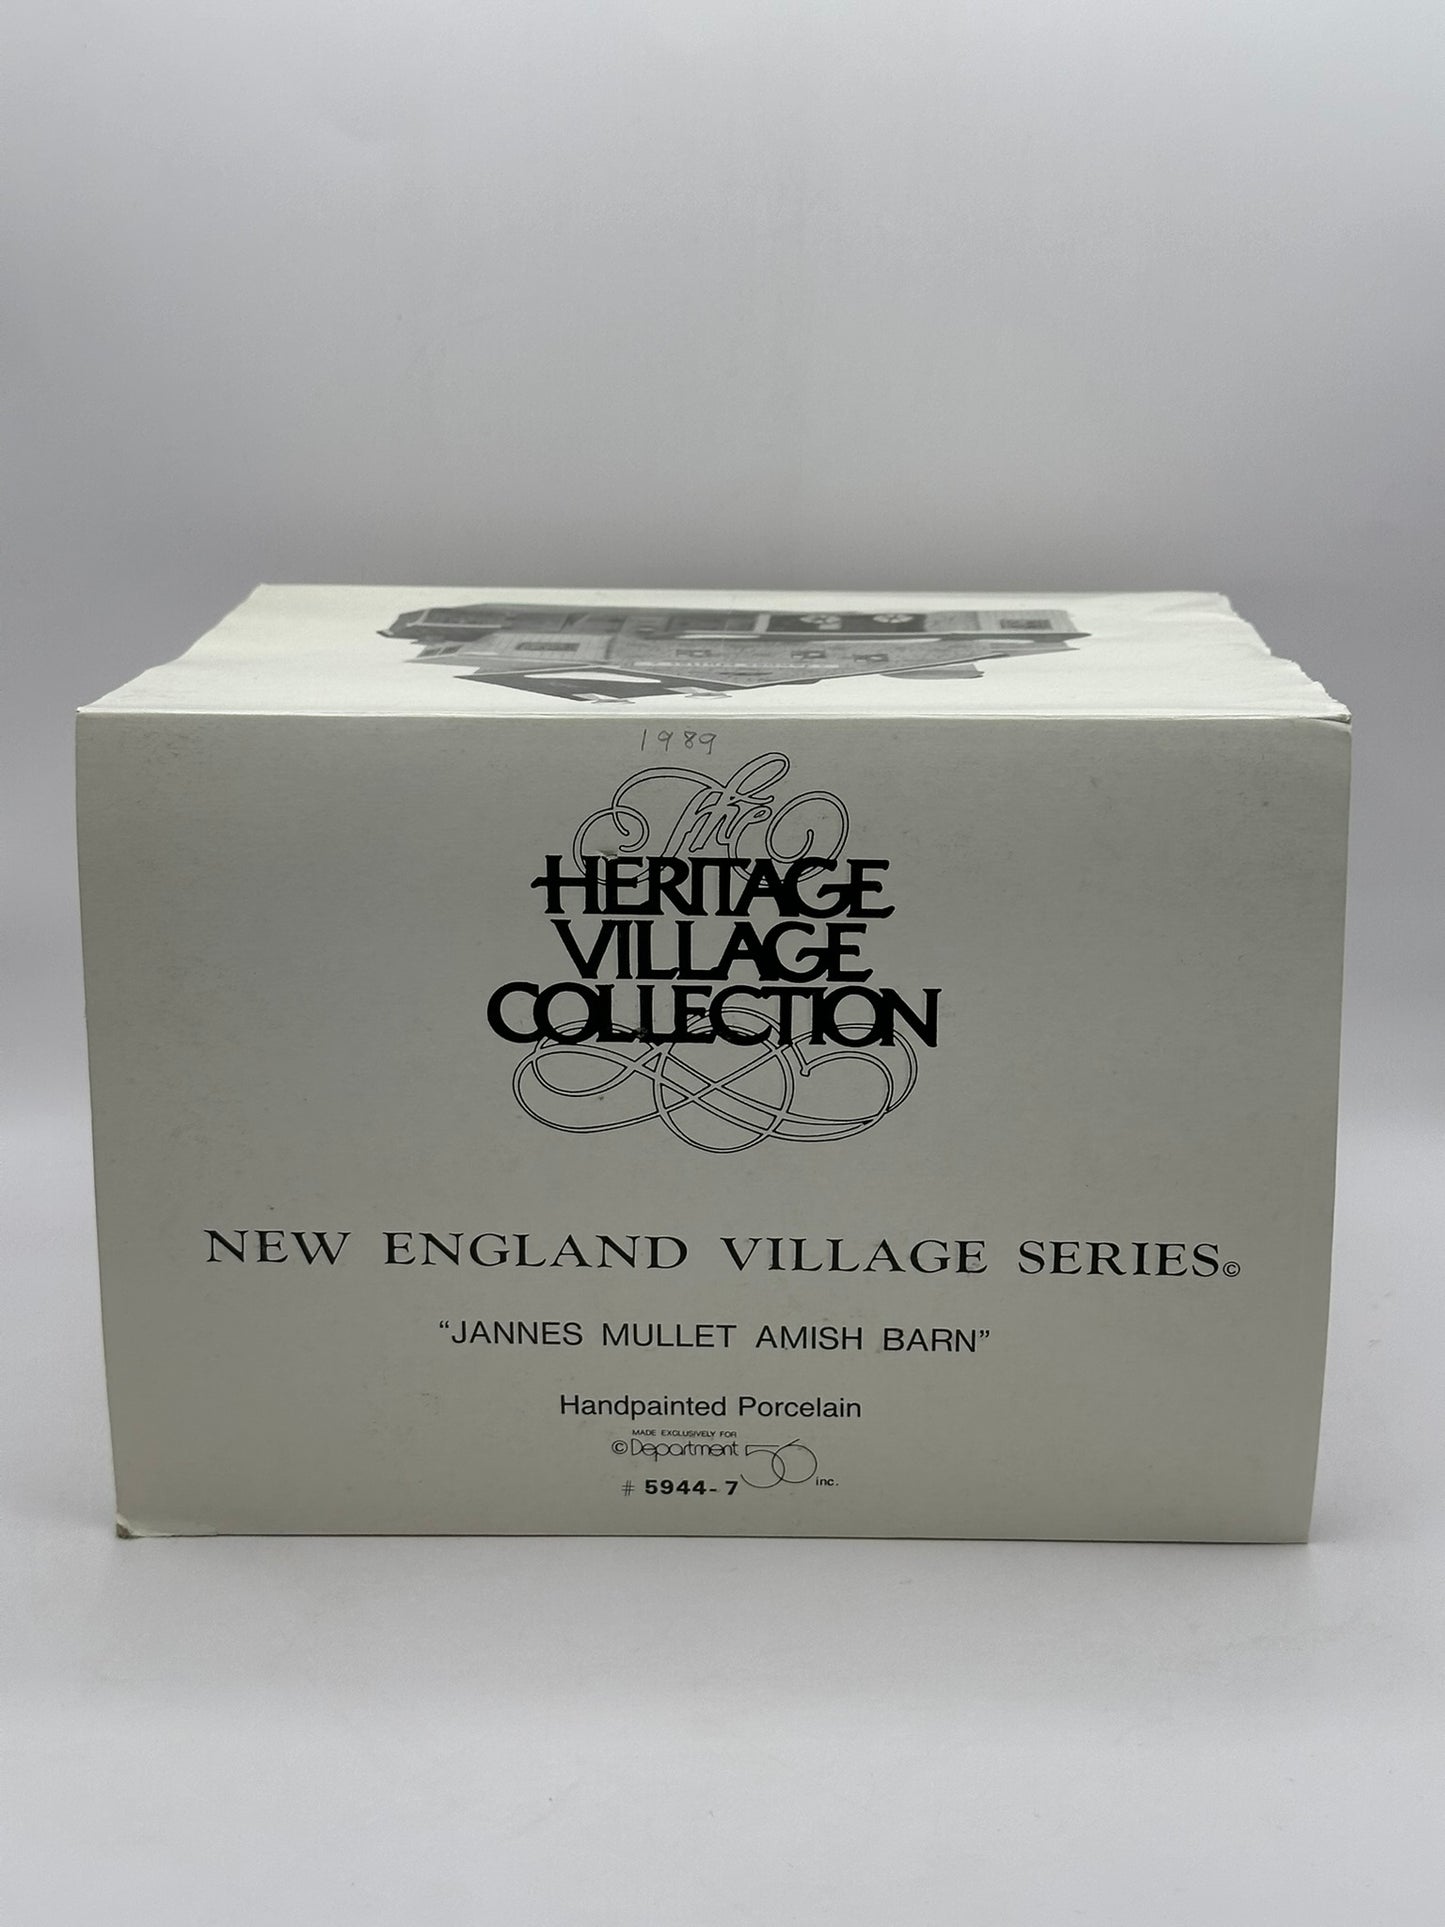 1989
The
HERITAGE
VILLAGE
COLLECTION
NEW ENGLAND VILLAGE SERIES©
“JANNES MULLET AMISH BARN”
Handpainted Porcelain
MADE EXCLUSIVELY FOR
©Department 56 inc.
# 5944-7